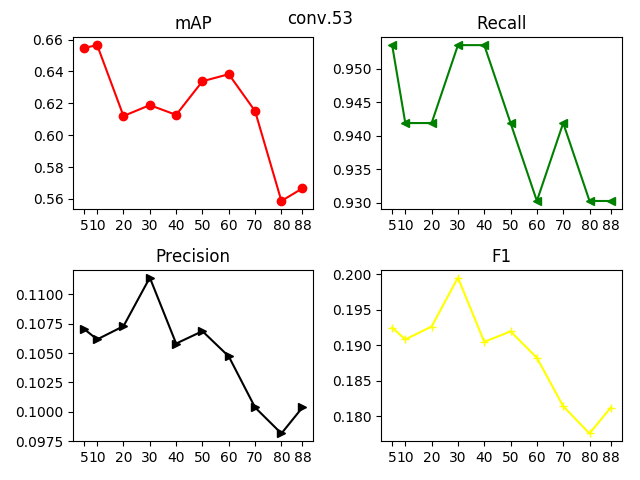 conv.53
mAP
0.66
0.64
0.62
0.60
0.58
0.56
5 10 20 30 40 50 60 70 80 88
Recall
0.950
0.945
0.940
0.935
0.930
5 10 20 30 40 50 60 70 80 88
Precision
0.1100
0.1075
0.1050
0.1025
0.1000
0.0975
5 10 20 30 40 50 60 70 80 88
F1
0.200
0.195
0.190
0.185
0.180
5 10 20 30 40 50 60 70 80 88